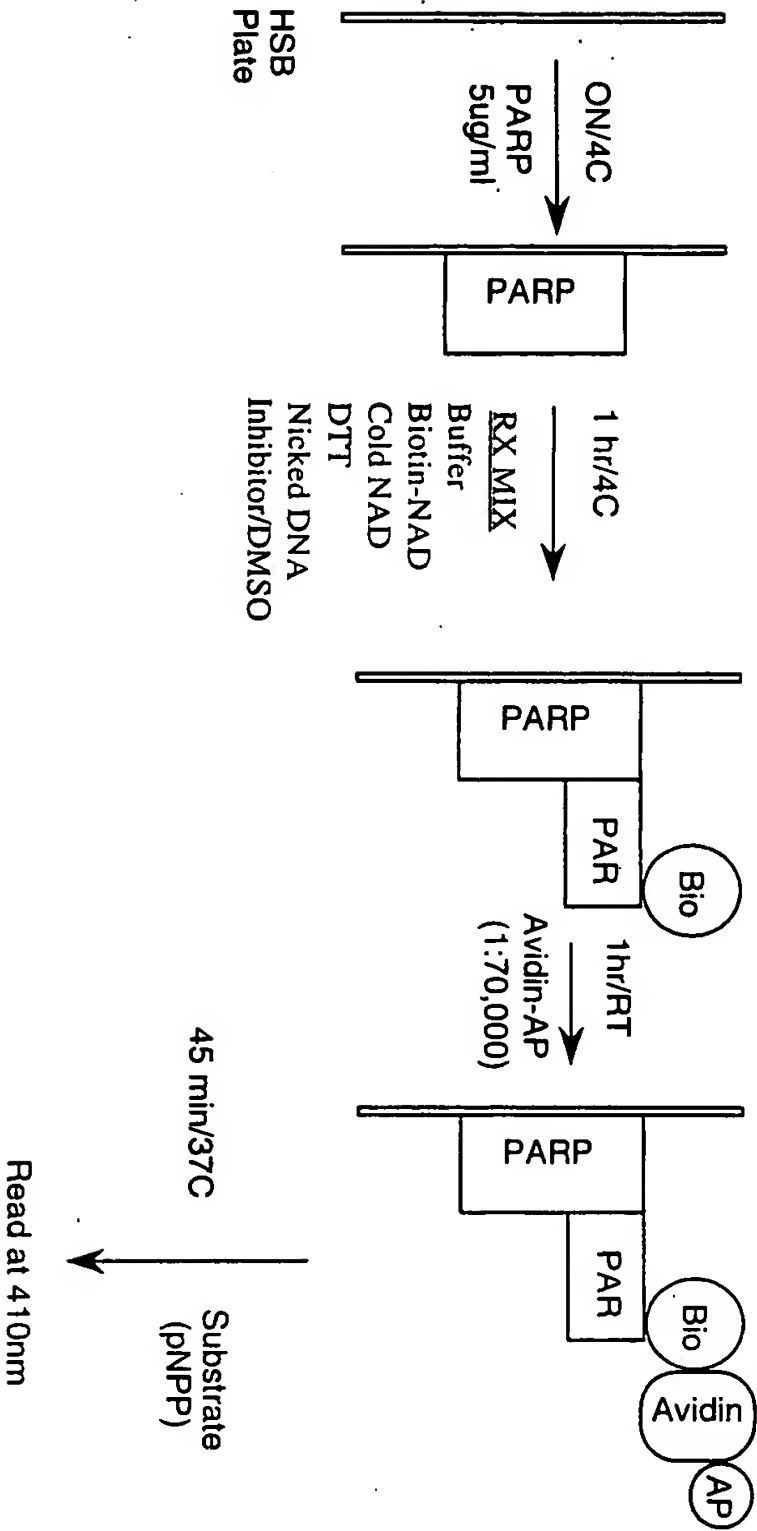 HSB
Plate
ON/4C
PARP
5ug/ml
PARP
1 hr/4C
RX MIX
Buffer
Biotin-NAD
Cold NAD
DTT
Nicked DNA
Inhibitor/DMSO
PARP
PAR
Bio
1hr/RT
Avidin-AP
(1:70,000)
PARP
PAR
Bio
Avidin
AP
45 min/37C
Substrate
(pNPP)
Read at 410nm